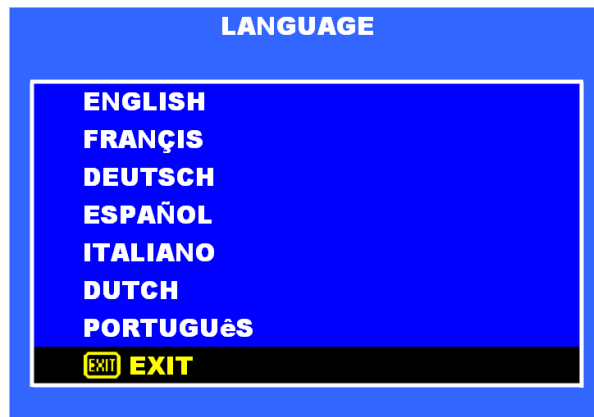 LANGUAGE
ENGLISH
FRANÇIS
DEUTSCH
ESPAÑOL
ITALIANO
DUTCH
PORTUGUêS
EXIT EXIT